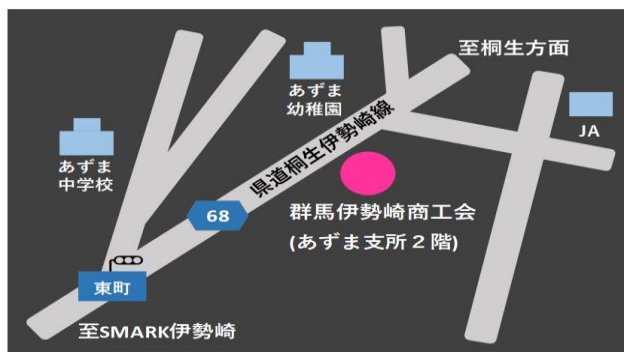 至桐生方面
あずま
幼稚園
JA
県道桐生伊勢崎線
あずま
中学校
68
群馬伊勢崎商工会
(あずま支所２階)
東町
至SMARK伊勢崎